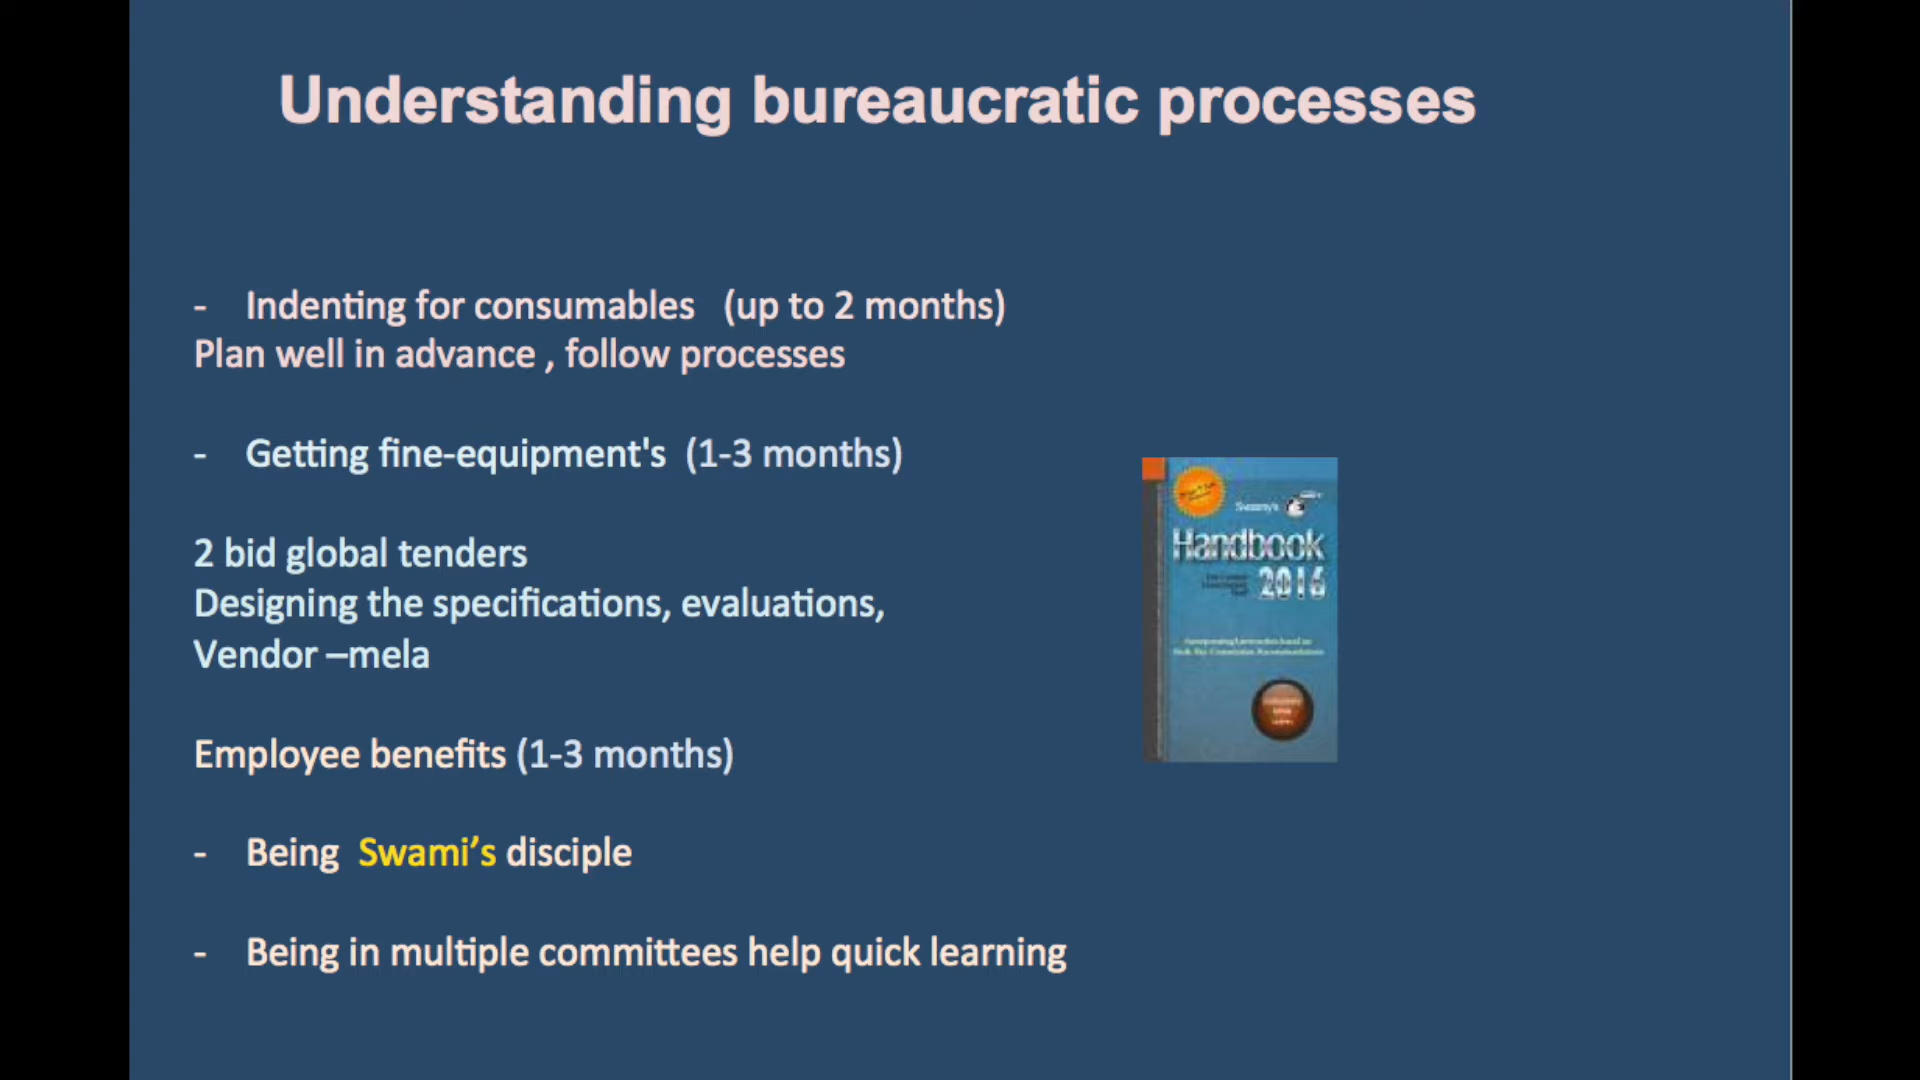 Understanding bureaucratic processes
- Indenting for consumables (up to 2 months)
Plan well in advance , follow processes
- Getting fine-equipment's (1-3 months)
2 bid global tenders
Designing the specifications, evaluations,
Vendor –mela
Employee benefits (1-3 months)
- Being Swami’s disciple
- Being in multiple committees help quick learning
Swamy's
Handbook
2016